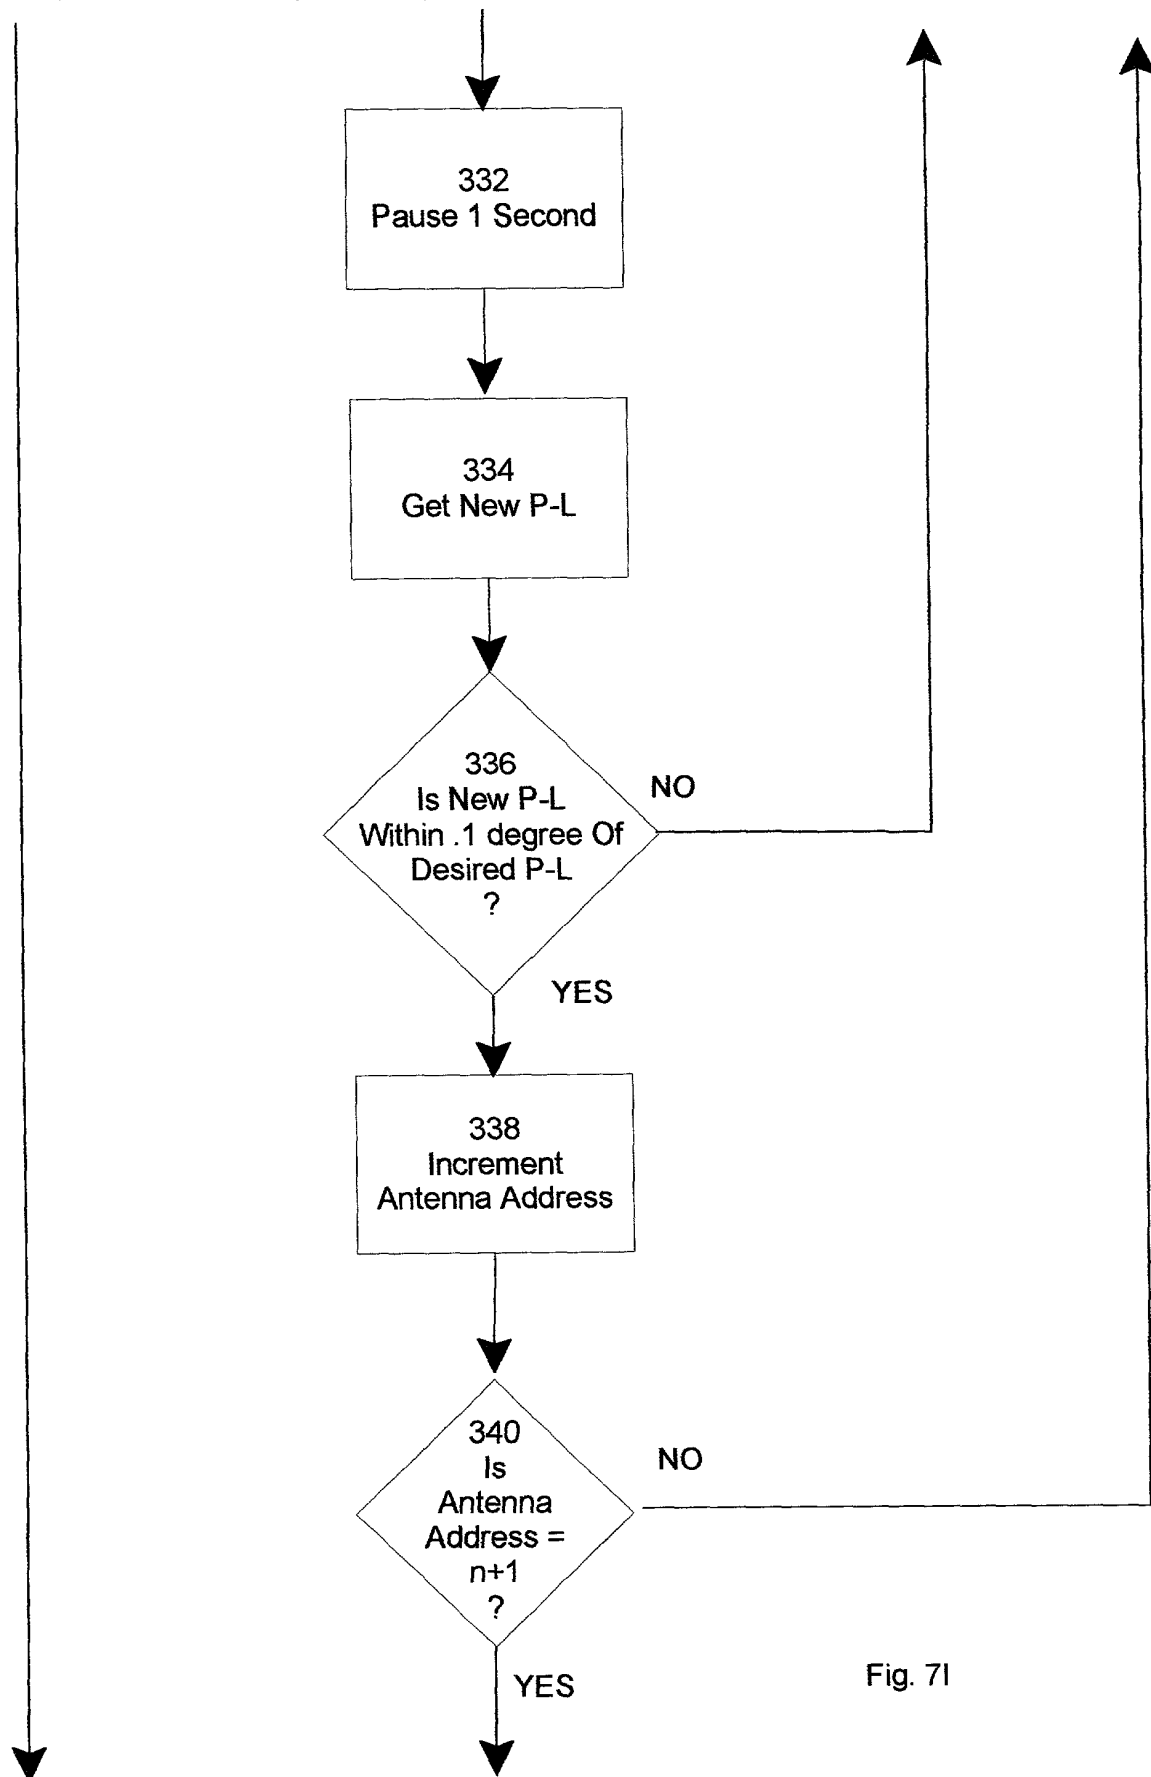 332
Pause 1 Second
334
Get New P-L
336
Is New P-L
Within .1 degree Of
Desired P-L
?
NO
YES
338
Increment
Antenna Address
340
Is
Antenna
Address =
n+1
?
NO
YES
Fig. 7I